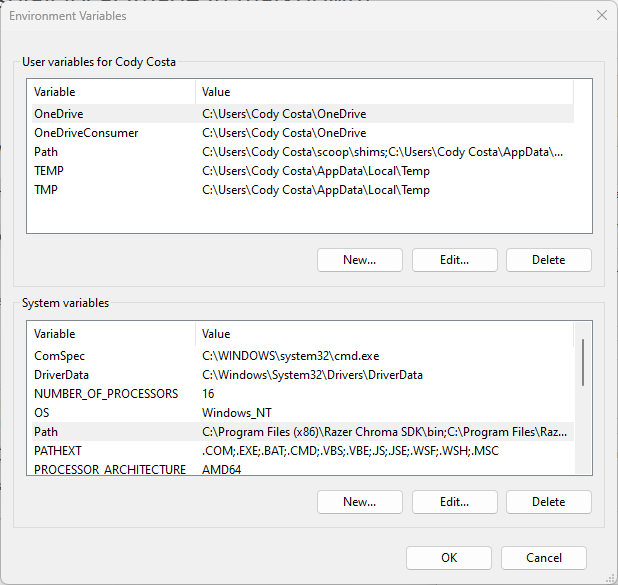 Environment Variables
User variables for Cody Costa
Variable Value
OneDrive C:\Users\Cody Costa\OneDrive
OneDriveConsumer C:\Users\Cody Costa\OneDrive
Path C:\Users\Cody Costa\scoop\shims;C:\Users\Cody Costa\AppData\...
TEMP C:\Users\Cody Costa\AppData\Local\Temp
TMP C:\Users\Cody Costa\AppData\Local\Temp
New... Edit... Delete
System variables
Variable Value
ComSpec C:\WINDOWS\system32\cmd.exe
DriverData C:\Windows\System32\Drivers\DriverData
NUMBER_OF_PROCESSORS 16
OS Windows_NT
Path C:\Program Files (x86)\Razer Chroma SDK\bin;C:\Program Files\Raz...
PATHEXT .COM;.EXE;.BAT;.CMD;.VBS;.VBE;.JS;.JSE;.WSF;.WSH;.MSC
PROCESSOR_ARCHITECTURE AMD64
New... Edit... Delete
OK Cancel